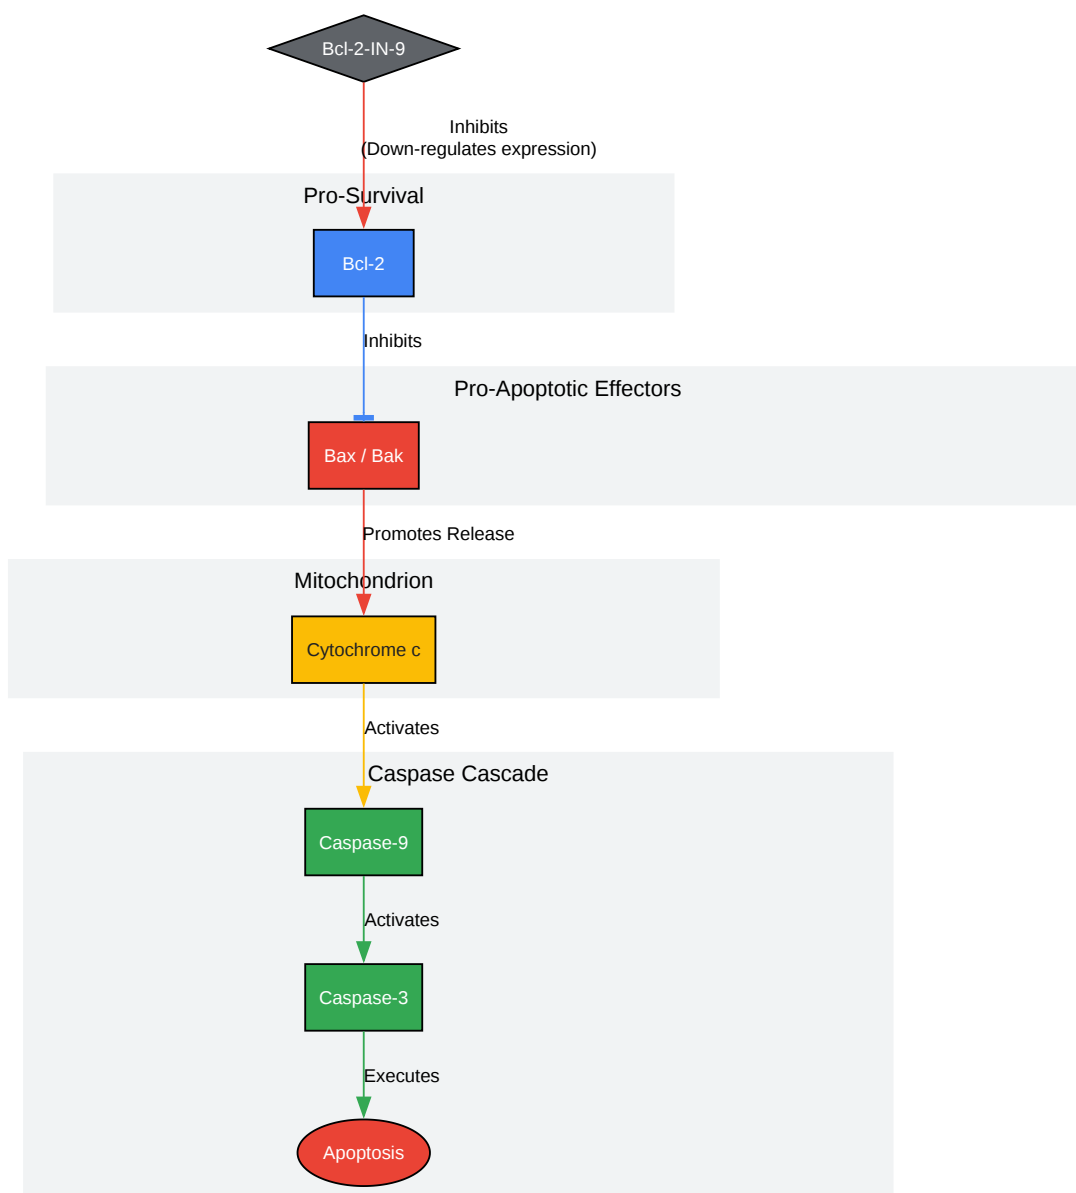 Bcl-2-IN-9
Inhibits
(Down-regulates expression)
Pro-Survival
Bcl-2
Inhibits
Pro-Apoptotic Effectors
Bax / Bak
Promotes Release
Mitochondrion
Cytochrome c
Activates
Caspase Cascade
Caspase-9
Activates
Caspase-3
Executes
Apoptosis